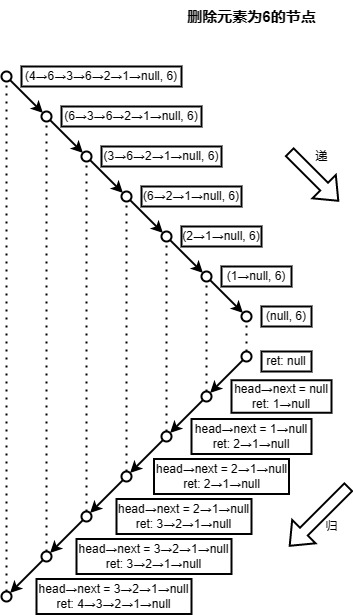 删除元素为6的节点
(4→6→3→6→2→1→null, 6)
(6→3→6→2→1→null, 6)
(3→6→2→1→null, 6)
递
(6→2→1→null, 6)
(2→1→null, 6)
(1→null, 6)
(null, 6)
ret: null
head→next = null
ret: 1→null
head→next = 1→null
ret: 2→1→null
head→next = 2→1→null
ret: 2→1→null
head→next = 2→1→null
ret: 3→2→1→null
归
head→next = 3→2→1→null
ret: 3→2→1→null
head→next = 3→2→1→null
ret: 4→3→2→1→null